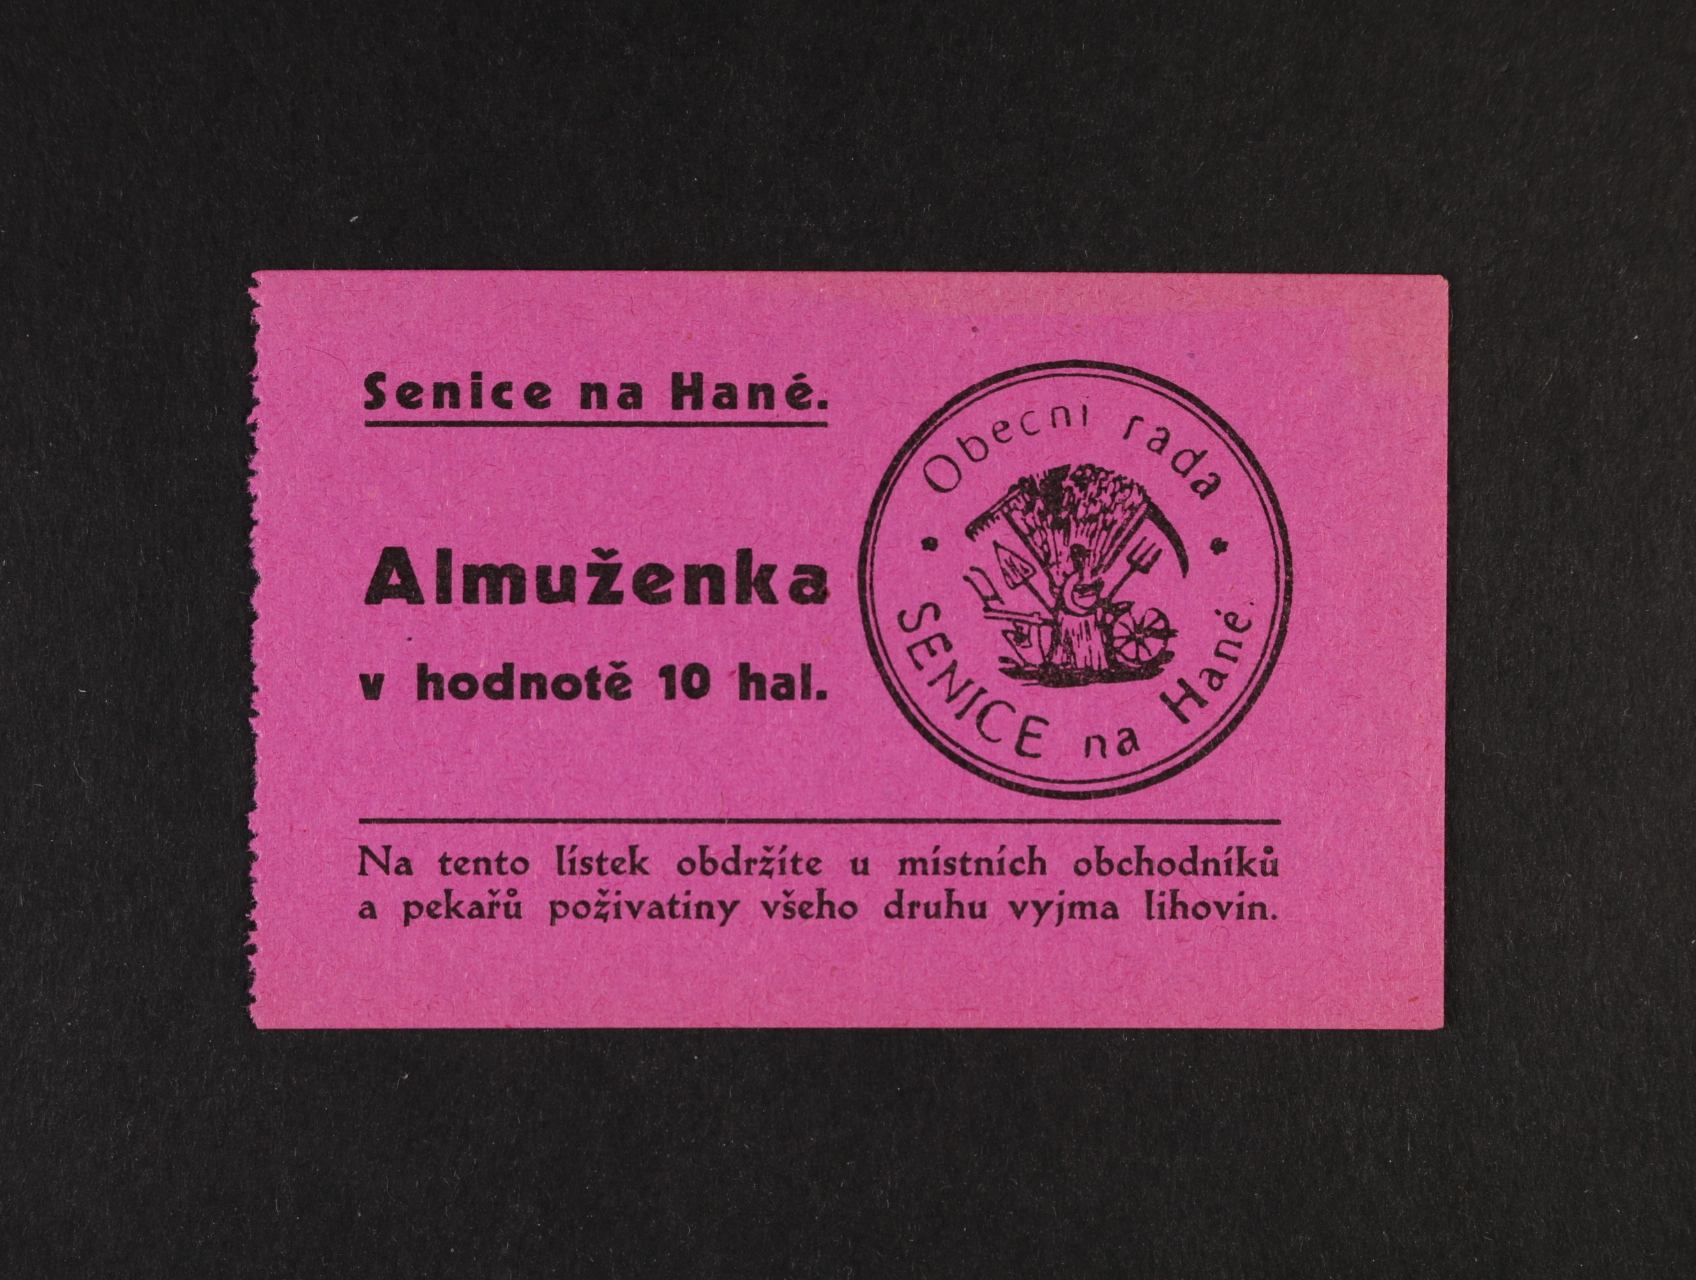 Senice na Hané.
Almuženka
v hodnotě 10 hal.
Obecní rada
SENICE na Hané.
Na tento lístek obdržíte u místních obchodníků
a pekařů poživatiny všeho druhu vyjma lihovin.